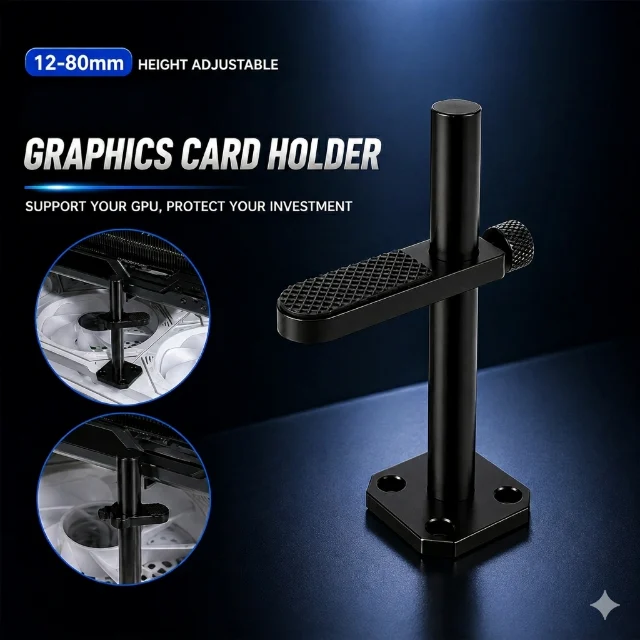 12-80mm HEIGHT ADJUSTABLE
GRAPHICS CARD HOLDER
SUPPORT YOUR GPU, PROTECT YOUR INVESTMENT